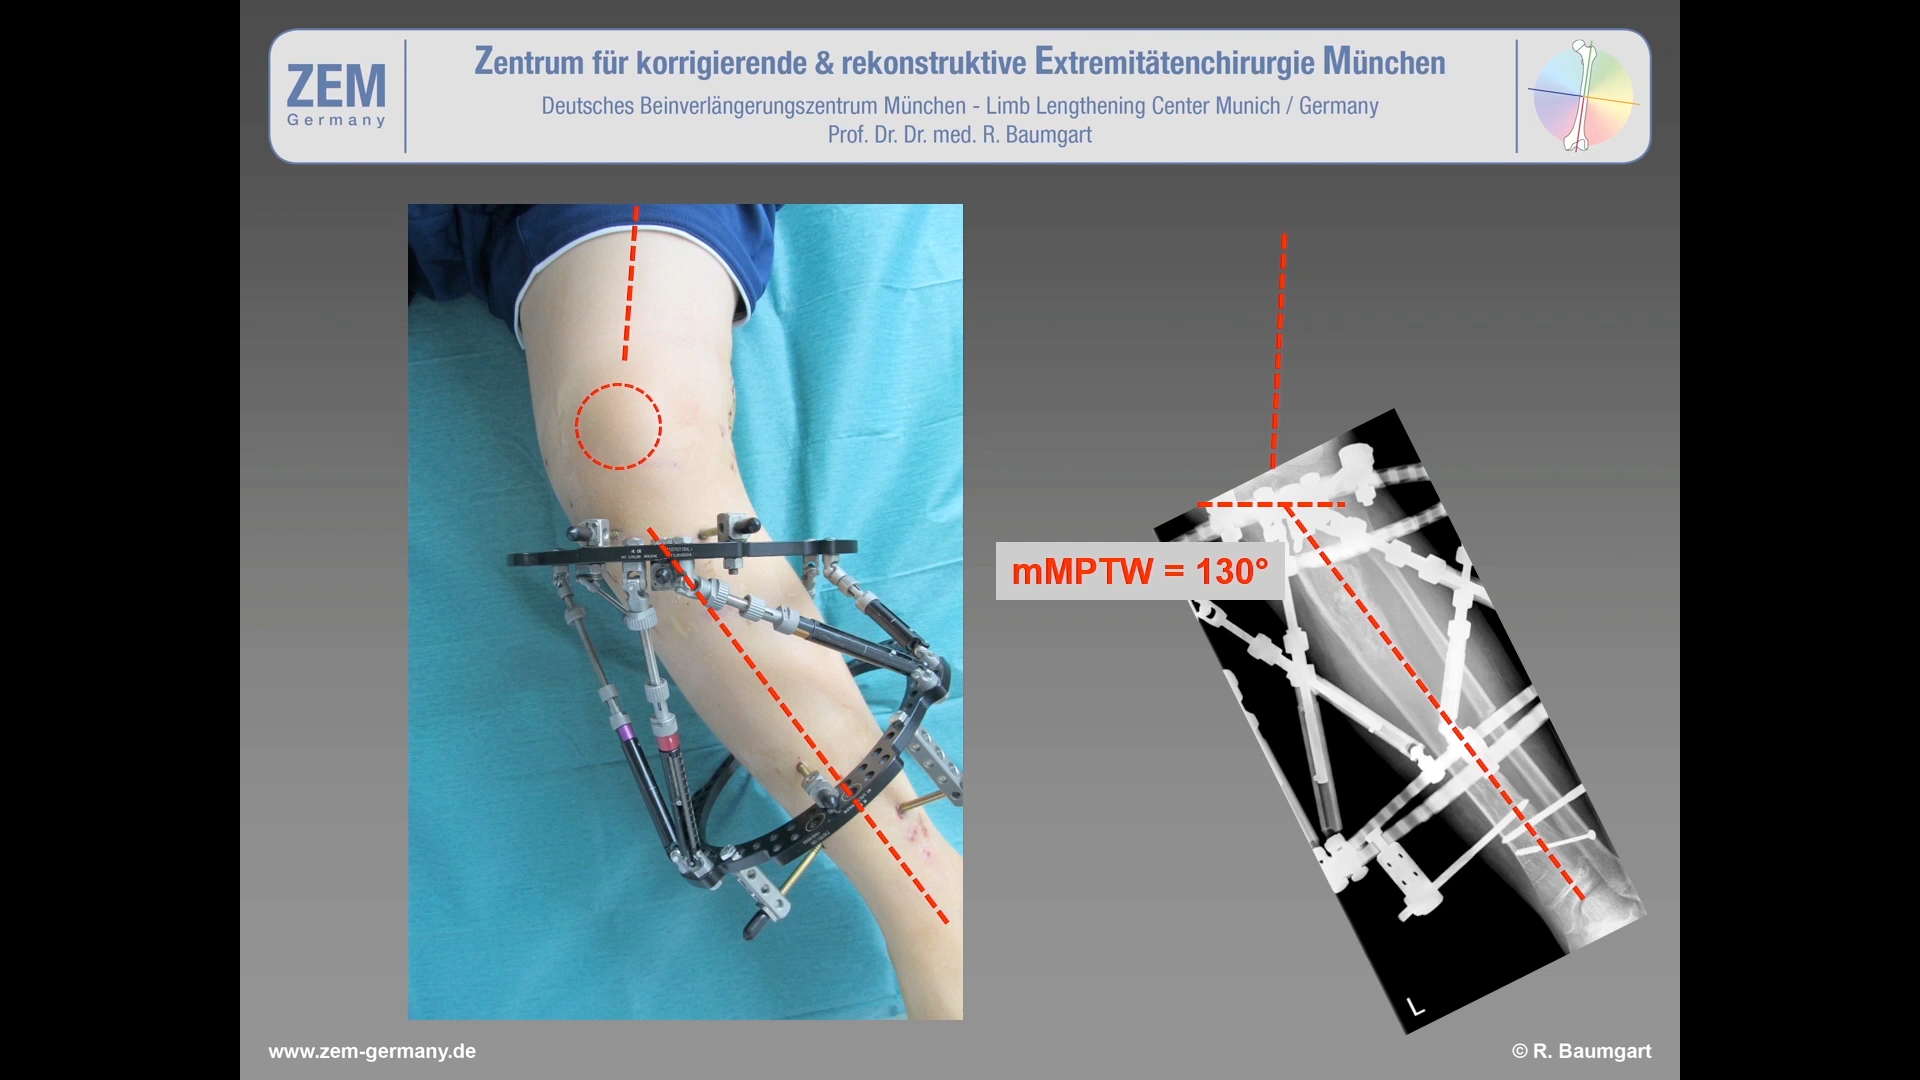 ZEM
Germany
Zentrum für korrigierende & rekonstruktive Extremitätenchirurgie München
Deutsches Beinverlängerungszentrum München - Limb Lengthening Center Munich / Germany
Prof. Dr. Dr. med. R. Baumgart
mMPTW = 130°
L
www.zem-germany.de
© R. Baumgart